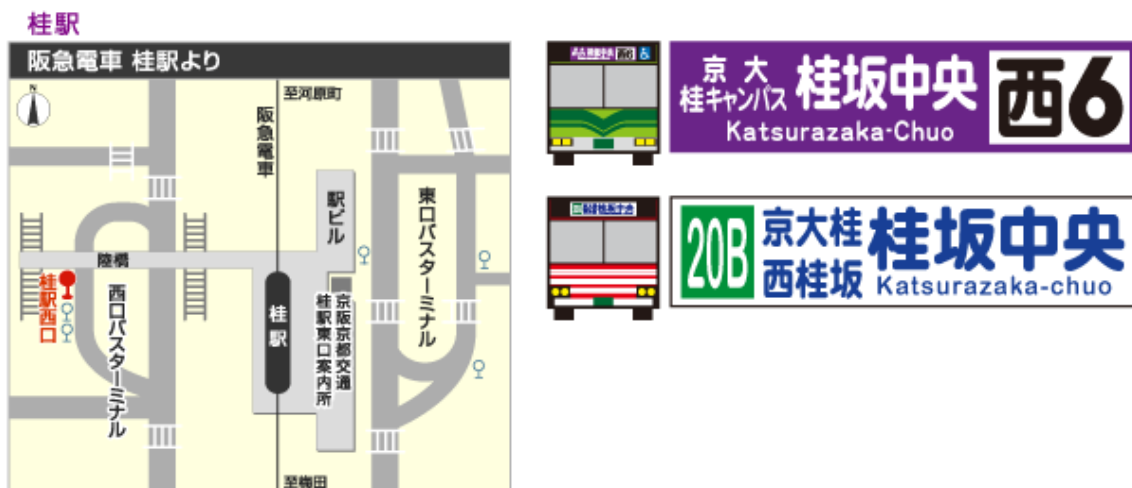 桂駅
阪急電車 桂駅より
N
至河原町
阪急電車
駅ビル
東口バスターミナル
陸橋
桂駅西口
西口バスターミナル
桂駅
京阪京都交通
桂駅東口案内所
至梅田
京大
桂キャンパス
桂坂中央
Katsurazaka-Chuo
西6
20B
京大桂
西桂坂
桂坂中央
Katsurazaka-chuo